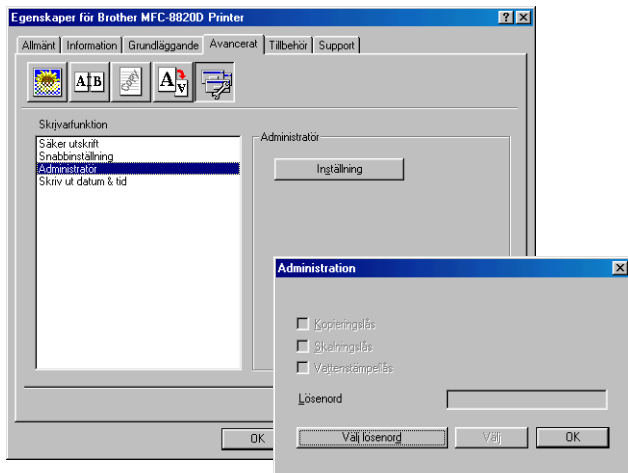 Egenskaper för Brother MFC-8820D Printer
Allmänt Information Grundläggande Avancerat Tillbehör Support
A B
A A
Skrivarfunktion
Säker utskrift
Snabbinställning
Administratör
Skriv ut datum & tid
Administratör
Inställning
OK
Administration
Kopieringslås
Skalningslås
Vattenstämpellås
Lösenord
Välj lösenord Välj OK